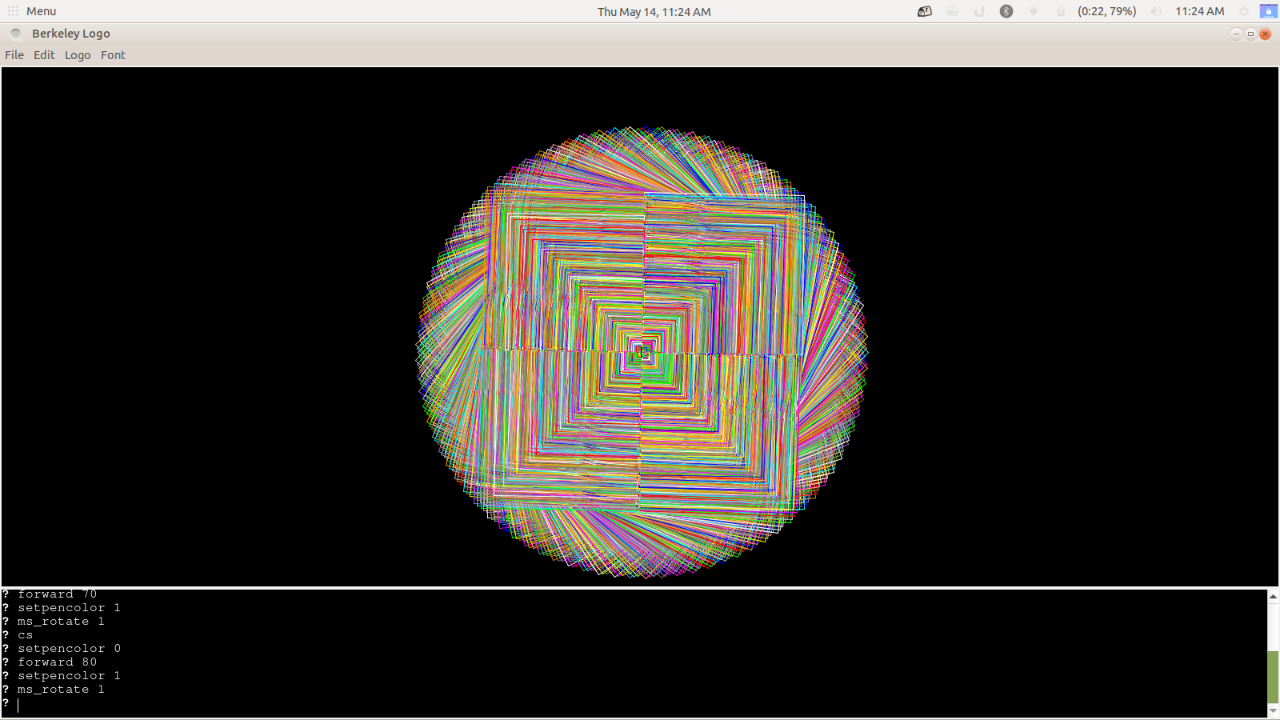 Menu Thu May 14, 11:24 AM (0:22, 79%) 11:24 AM
Berkeley Logo
File Edit Logo Font
? forward 70
? setpencolor 1
? ms_rotate 1
? cs
? setpencolor 0
? forward 80
? setpencolor 1
? ms_rotate 1
?